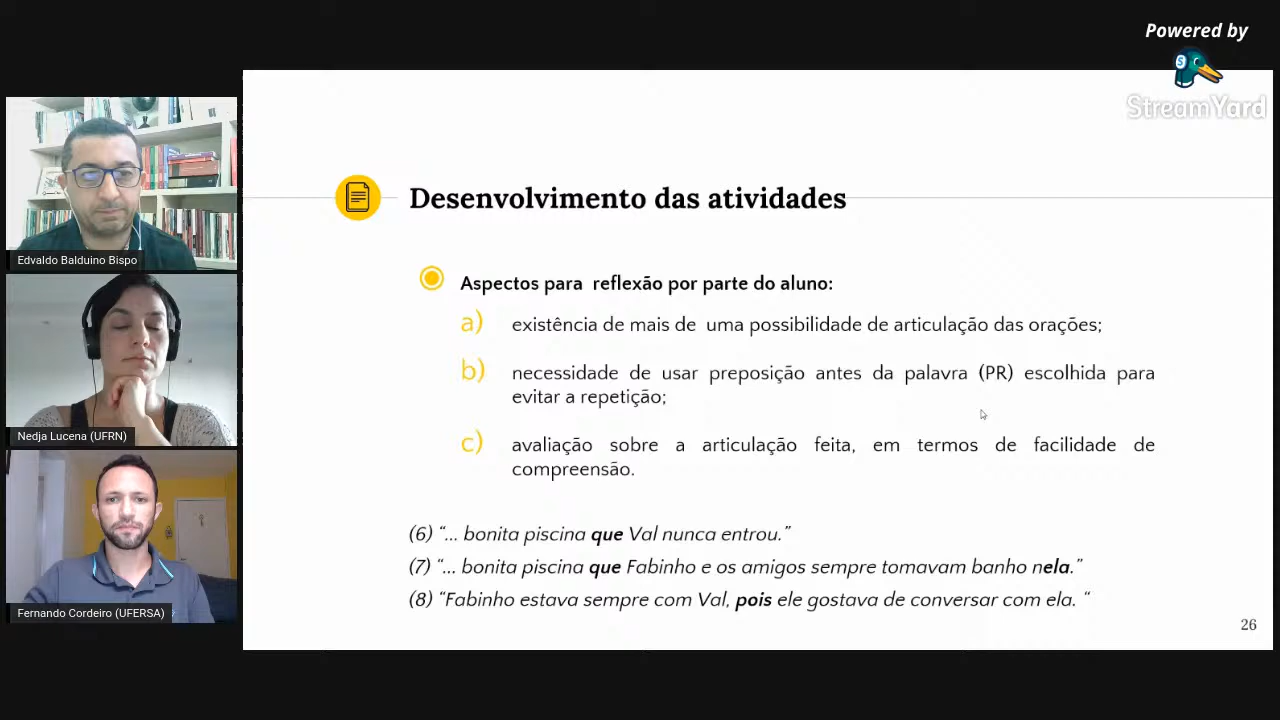 Powered by
StreamYard
Edvaldo Balduino Bispo
Nedja Lucena (UFRN)
Fernando Cordeiro (UFERSA)
Desenvolvimento das atividades
Aspectos para reflexão por parte do aluno:
a) existência de mais de uma possibilidade de articulação das orações;
b) necessidade de usar preposição antes da palavra (PR) escolhida para
evitar a repetição;
c) avaliação sobre a articulação feita, em termos de facilidade de
compreensão.
(6) “... bonita piscina que Val nunca entrou.”
(7) “... bonita piscina que Fabinho e os amigos sempre tomavam banho nela.”
(8) “Fabinho estava sempre com Val, pois ele gostava de conversar com ela. “
26